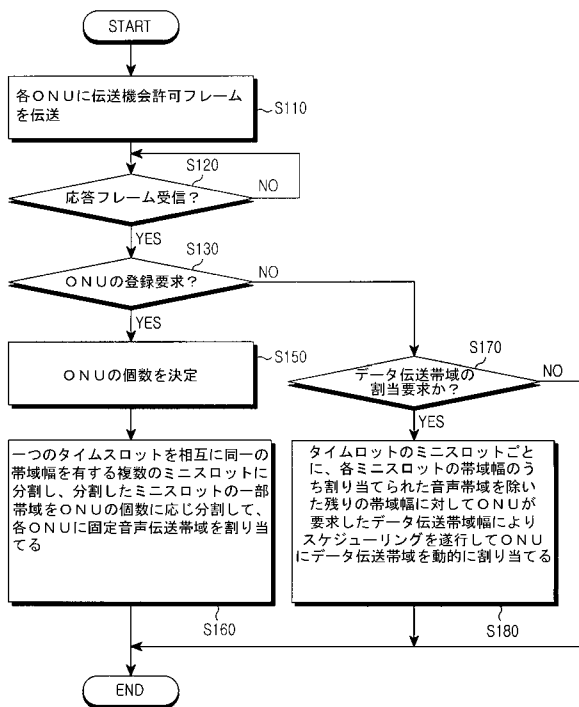 START
各ONUに伝送機会許可フレーム
を伝送
S110
S120
応答フレーム受信？
NO
YES
S130
ONUの登録要求？
NO
YES
S150
ONUの個数を決定
S170
データ伝送帯域の
割当要求か？
NO
YES
一つのタイムスロットを相互に同一の
帯域幅を有する複数のミニスロットに
分割し、分割したミニスロットの一部
帯域をONUの個数に応じ分割して、
各ONUに固定音声伝送帯域を割り当
てる
S160
タイムロットのミニスロットごと
に、各ミニスロットの帯域幅のう
ち割り当てられた音声帯域を除い
た残りの帯域幅に対してONUが
要求したデータ伝送帯域幅により
スケジューリングを遂行してONU
にデータ伝送帯域を動的に割り当てる
S180
END